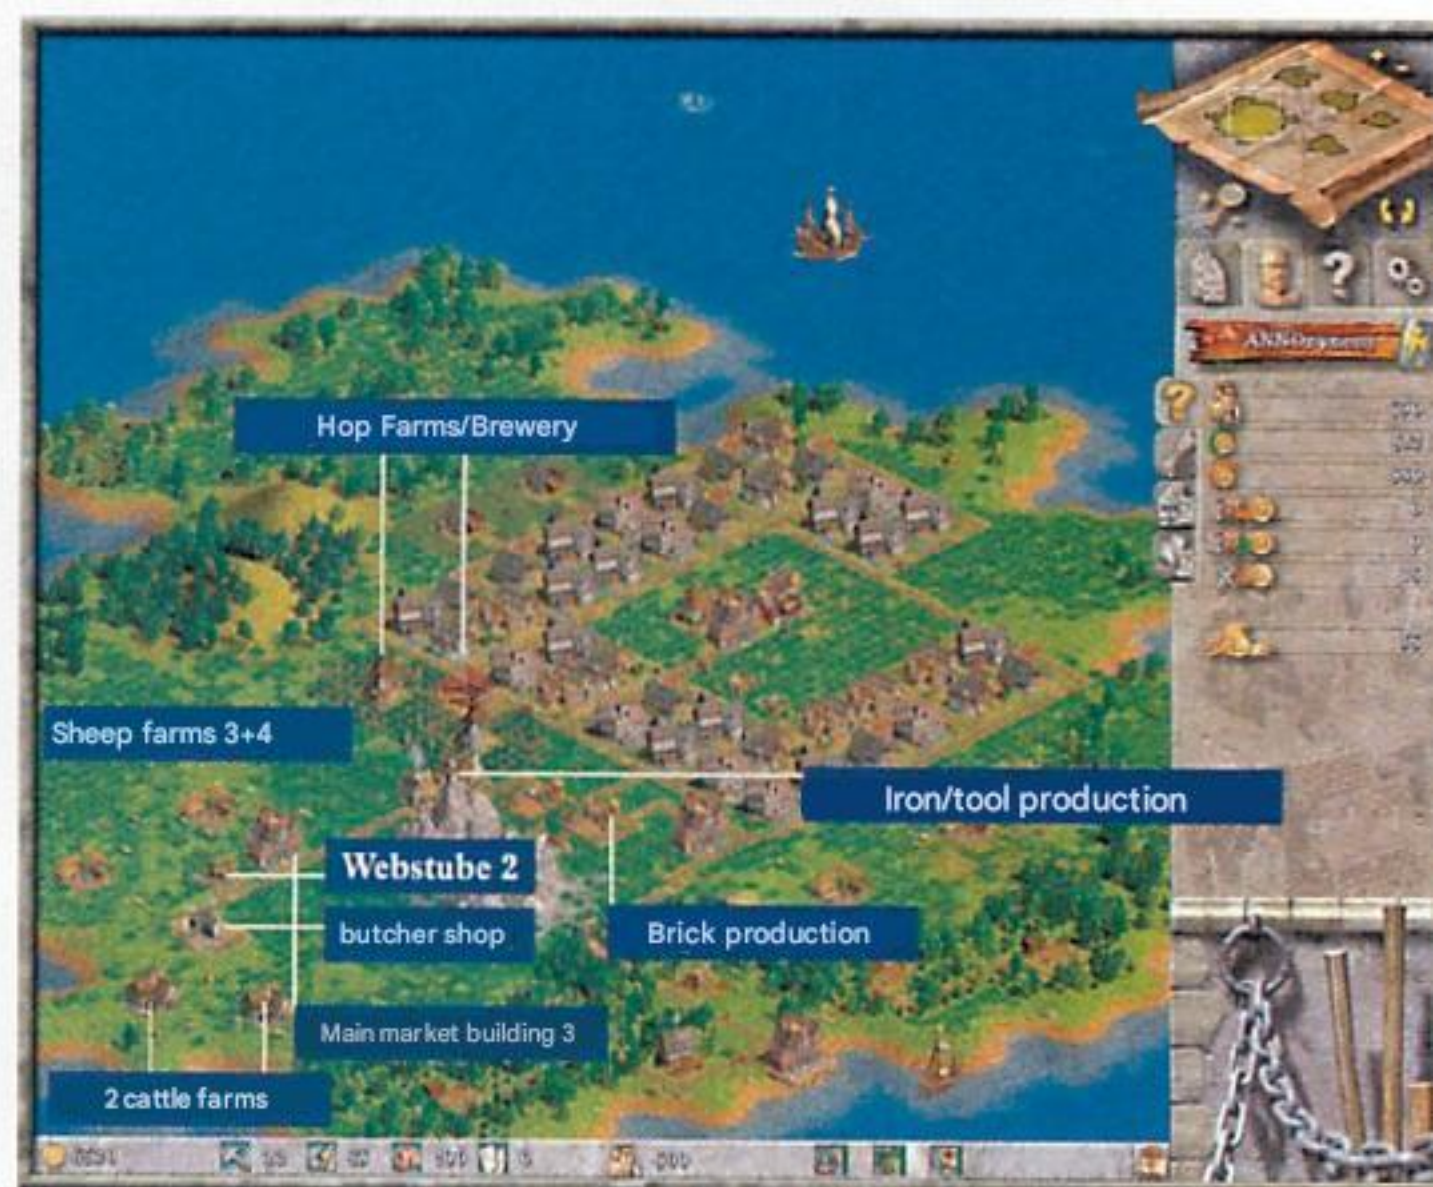 Hop Farms/Brewery
Sheep farms 3+4
Iron/tool production
Webstube 2
butcher shop
Brick production
Main market building 3
2 cattle farms